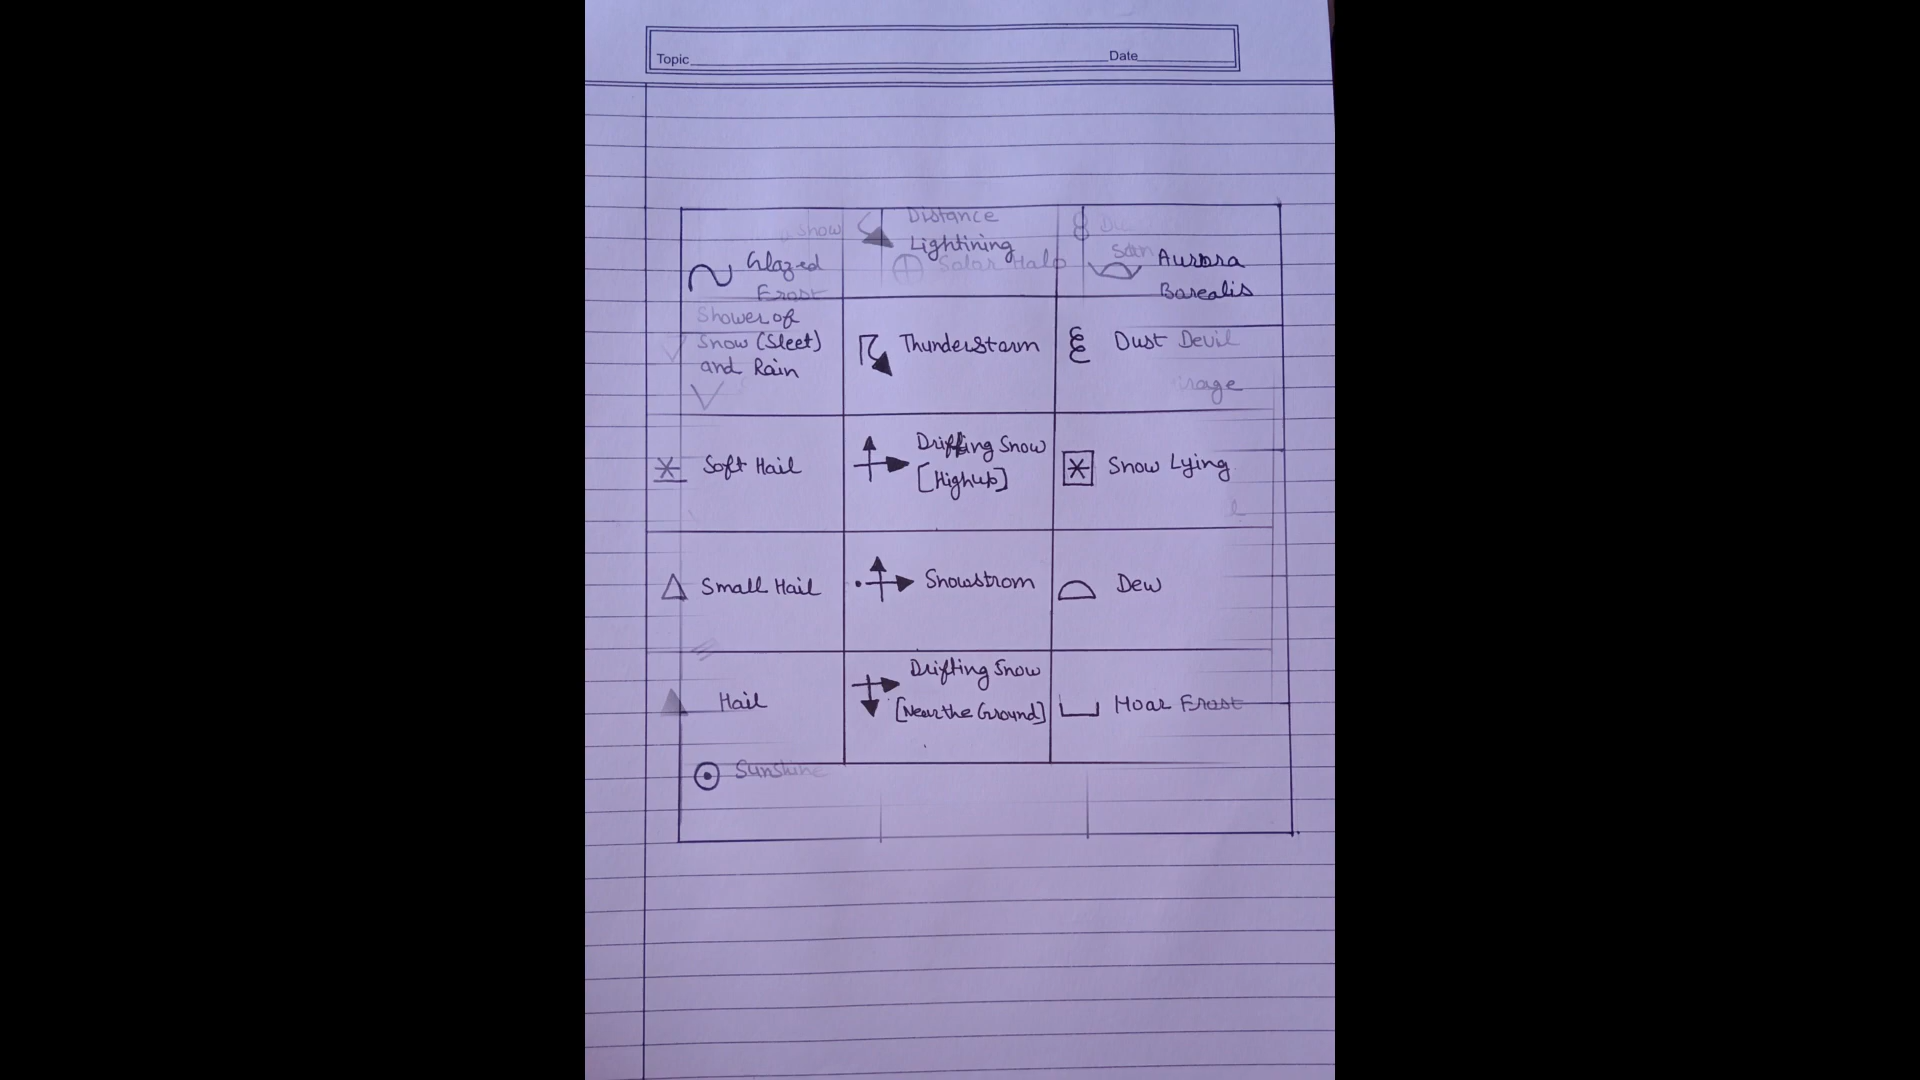 Topic
Date
Show
Distance
Lightining
Solar Halo
Glazed
Frost
Aurora
Barealis
Shower of
Snow (Sleet)
and Rain
Thunderstorm
Dust Devil
Soft Hail
Drifting Snow
[Highup]
Snow Lying
Small Hail
Snowstrom
Dew
Hail
Drifting Snow
[Near the Ground]
Hoar Frost
Sunshine